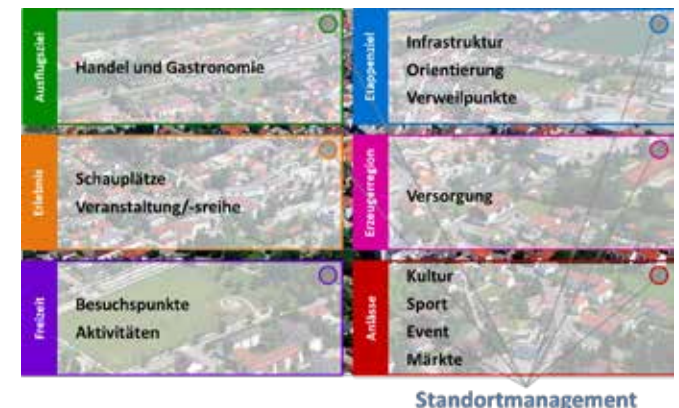 Ausflugsziel
Handel und Gastronomie
Etappenziel
Infrastruktur
Orientierung
Verweilpunkte
Erlebnis
Schauplätze
Veranstaltung/-sreihe
Erzeugerregion
Versorgung
Freizeit
Besuchspunkte
Aktivitäten
Anlässe
Kultur
Sport
Event
Märkte
Standortmanagement